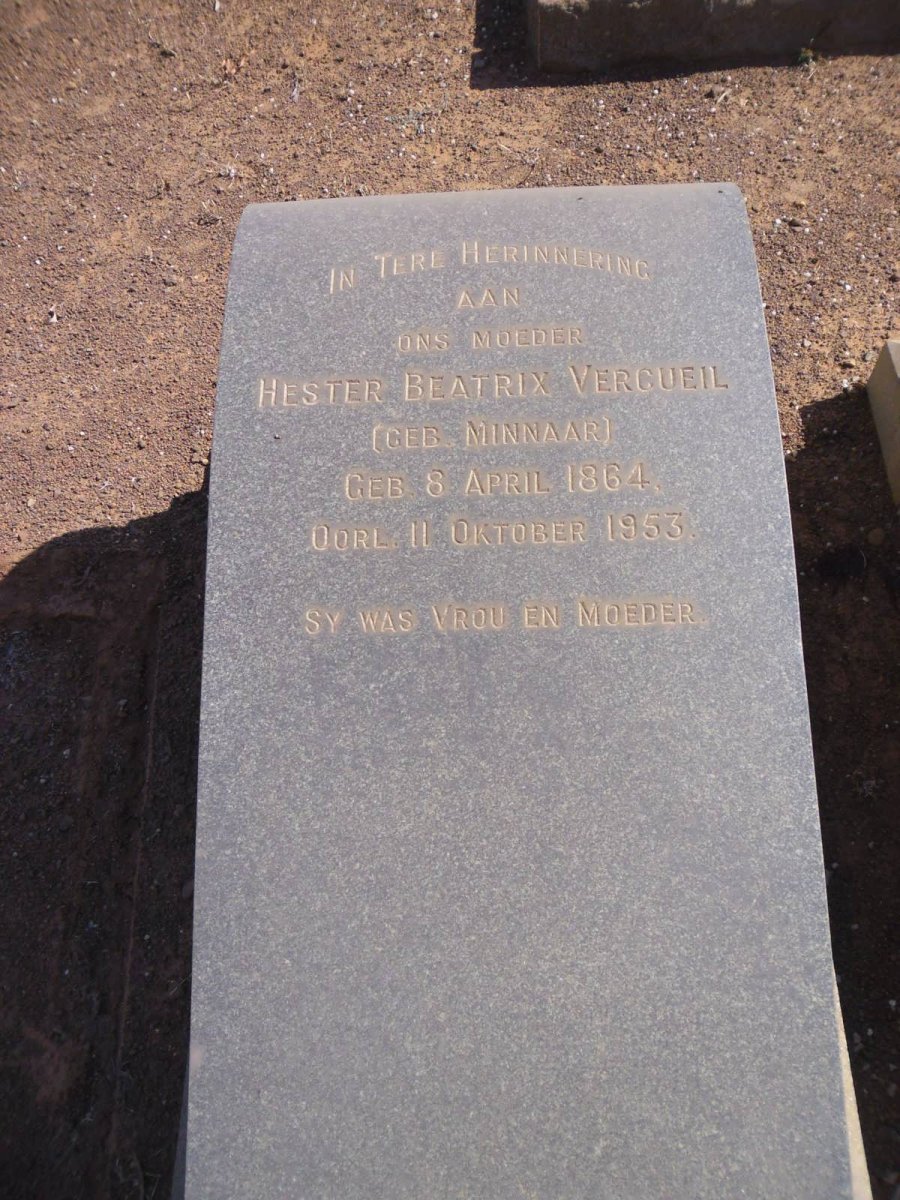 In Tere Herinnering
aan
ons moeder
Hester Beatrix Vercueil
(geb. Minnaar)
Geb. 8 April 1864,
Oorl. 11 Oktober 1953.
Sy was Vrou en Moeder.